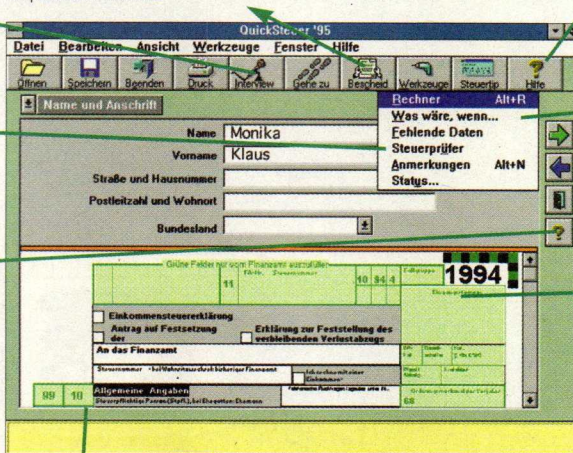 QuickSteuer '95
Datei Bearbeiten Ansicht Werkzeuge Fenster Hilfe
Öffnen Speichern Beenden Druck Interview Gehe zu Bescheid Werkzeuge Steuertip Hilfe
Name und Anschrift
Rechner Alt+R
Was wäre, wenn...
Fehlende Daten
Steuerprüfer
Anmerkungen Alt+N
Status...
Name Monika
Vorname Klaus
Straße und Hausnummer
Postleitzahl und Wohnort
Bundesland
Grüne Felder nur vom Finanzamt auszufüllen
11 10 94 4
1994
Einkommensteuererklärung
Antrag auf Festsetzung der
Erklärung zur Feststellung des verbleibenden Verlustabzugs
An das Finanzamt
Steuernummer
99 10 Allgemeine Angaben
68